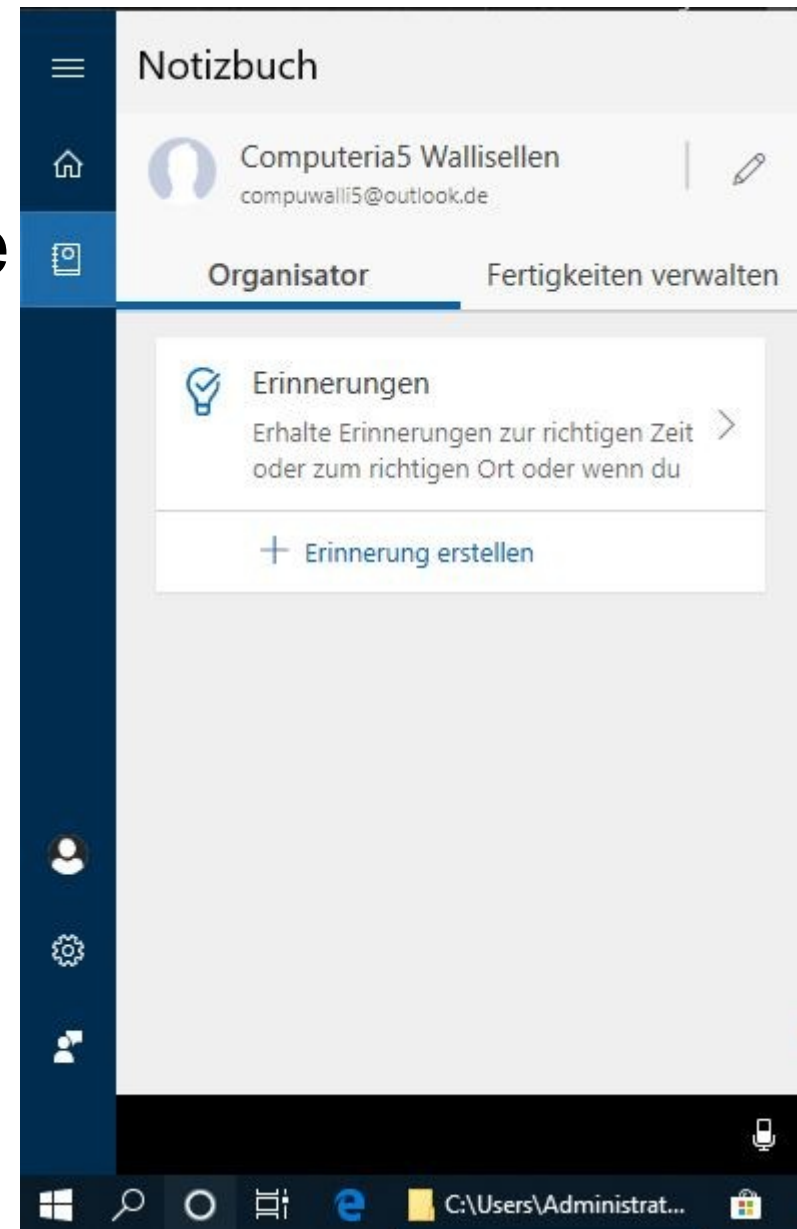 Notizbuch
Computeria5 Wallisellen
compuwalli5@outlook.de
Organisator
Fertigkeiten verwalten
Erinnerungen
Erhalte Erinnerungen zur richtigen Zeit
oder zum richtigen Ort oder wenn du
+ Erinnerung erstellen
C:\Users\Administrat...